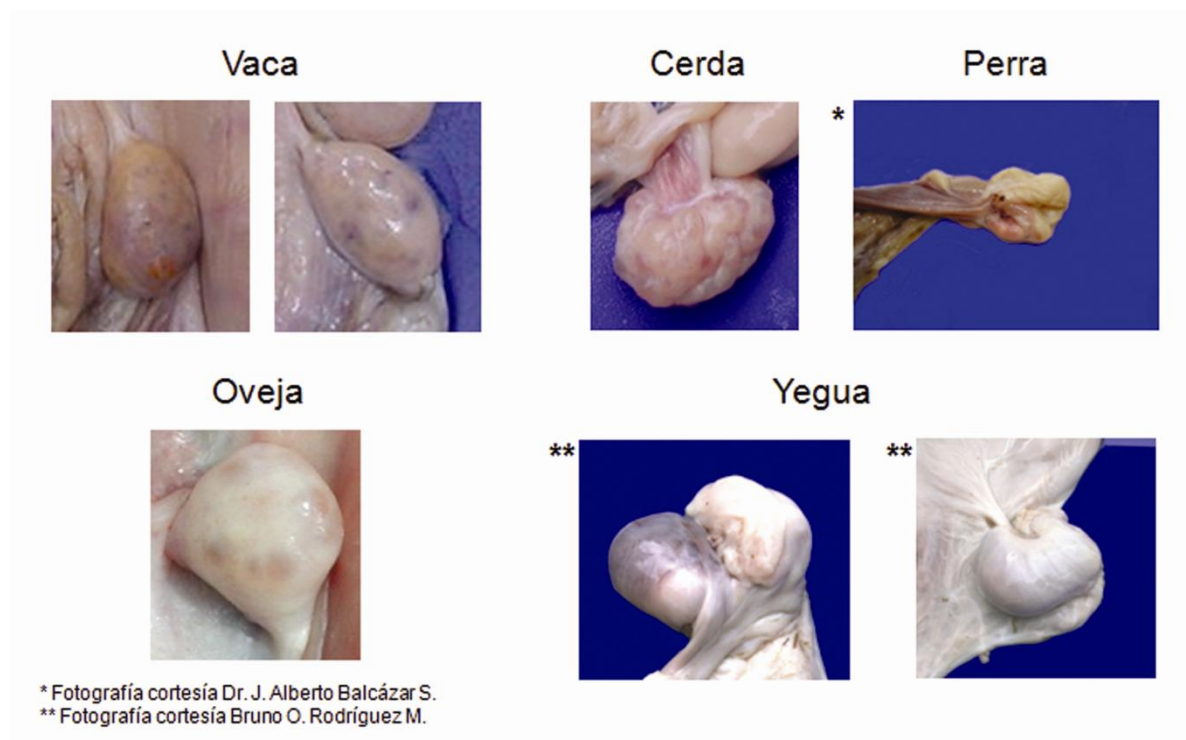 Vaca
Cerda
Perra
*
Oveja
Yegua
**
**
* Fotografía cortesía Dr. J. Alberto Balcázar S.
** Fotografía cortesía Bruno O. Rodríguez M.